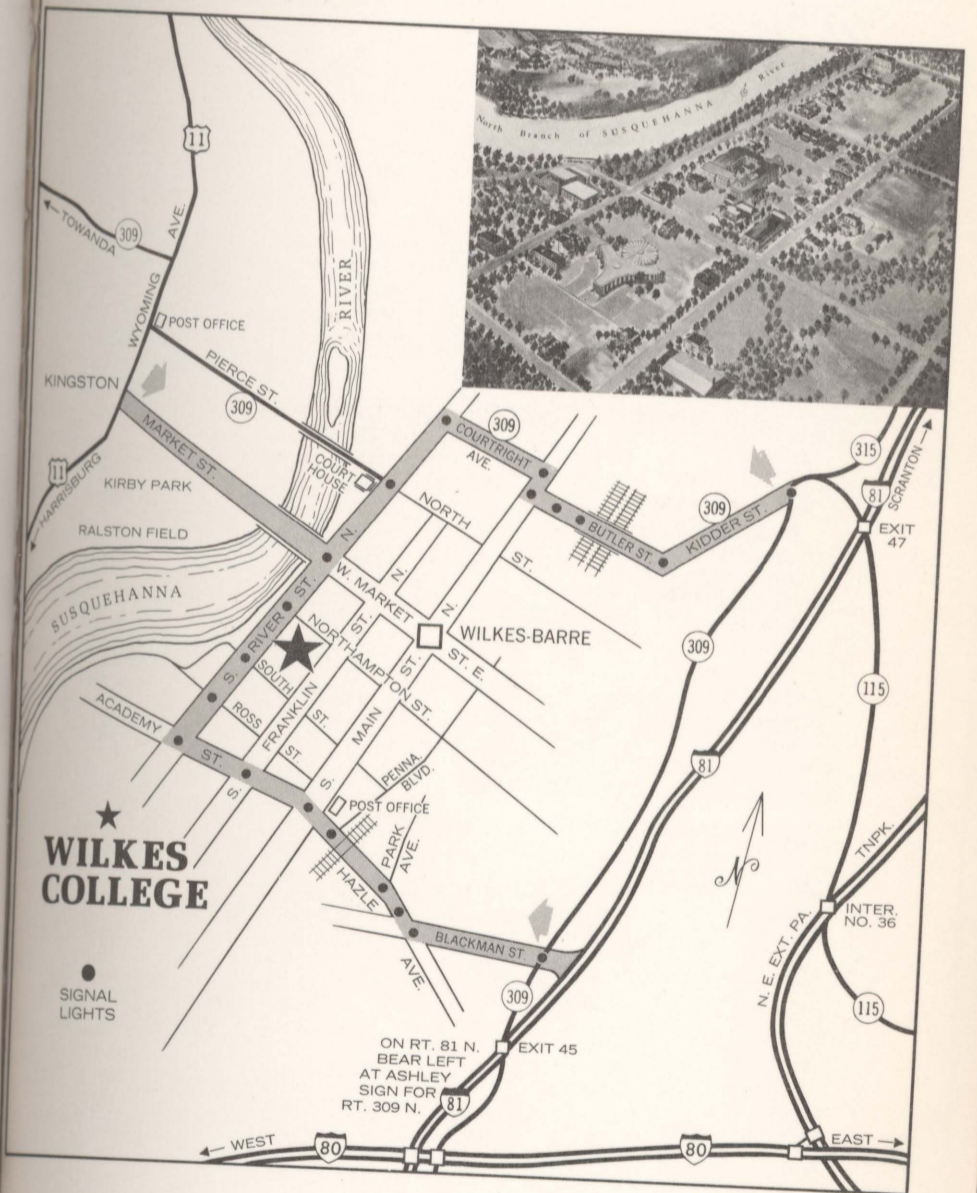 North Branch of SUSQUEHANNA River
11
← TOWANDA
309
WYOMING AVE.
POST OFFICE
RIVER
KINGSTON
PIERCE ST.
309
MARKET ST.
11
← HARRISBURG
KIRBY PARK
COURT
HOUSE
RALSTON FIELD
SUSQUEHANNA
309
COURTRIGHT
AVE.
NORTH
ST.
BUTLER ST.
309
KIDDER ST.
315
81
SCRANTON →
EXIT
47
N.
W. MARKET
ST. E.
N.
N.
WILKES-BARRE
S. RIVER ST.
NORTHAMPTON ST.
SOUTH
ST.
ROSS
ST.
S. FRANKLIN ST.
S. MAIN ST.
ACADEMY
ST.
PENNA.
BLVD.
POST OFFICE
PARK
AVE.
HAZLE
AVE.
BLACKMAN ST.
309
115
81
N
TNPK.
INTER.
NO. 36
N. E. EXT. PA.
115
309
WILKES
COLLEGE
SIGNAL
LIGHTS
ON RT. 81 N.
BEAR LEFT
AT ASHLEY
SIGN FOR
RT. 309 N.
EXIT 45
81
← WEST
80
80
EAST →